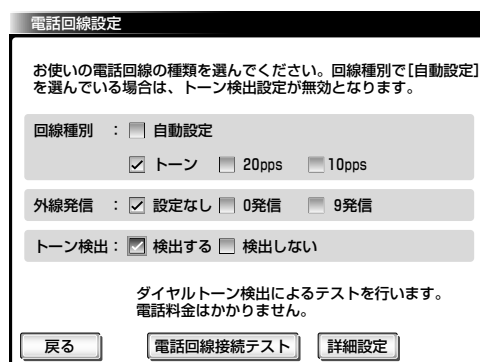 電話回線設定
お使いの電話回線の種類を選んでください。回線種別で[自動設定]
を選んでいる場合は、トーン検出設定が無効となります。
回線種別 : 自動設定
トーン 20pps 10pps
外線発信 : 設定なし 0発信 9発信
トーン検出 : 検出する 検出しない
ダイヤルトーン検出によるテストを行います。
電話料金はかかりません。
戻る 電話回線接続テスト 詳細設定